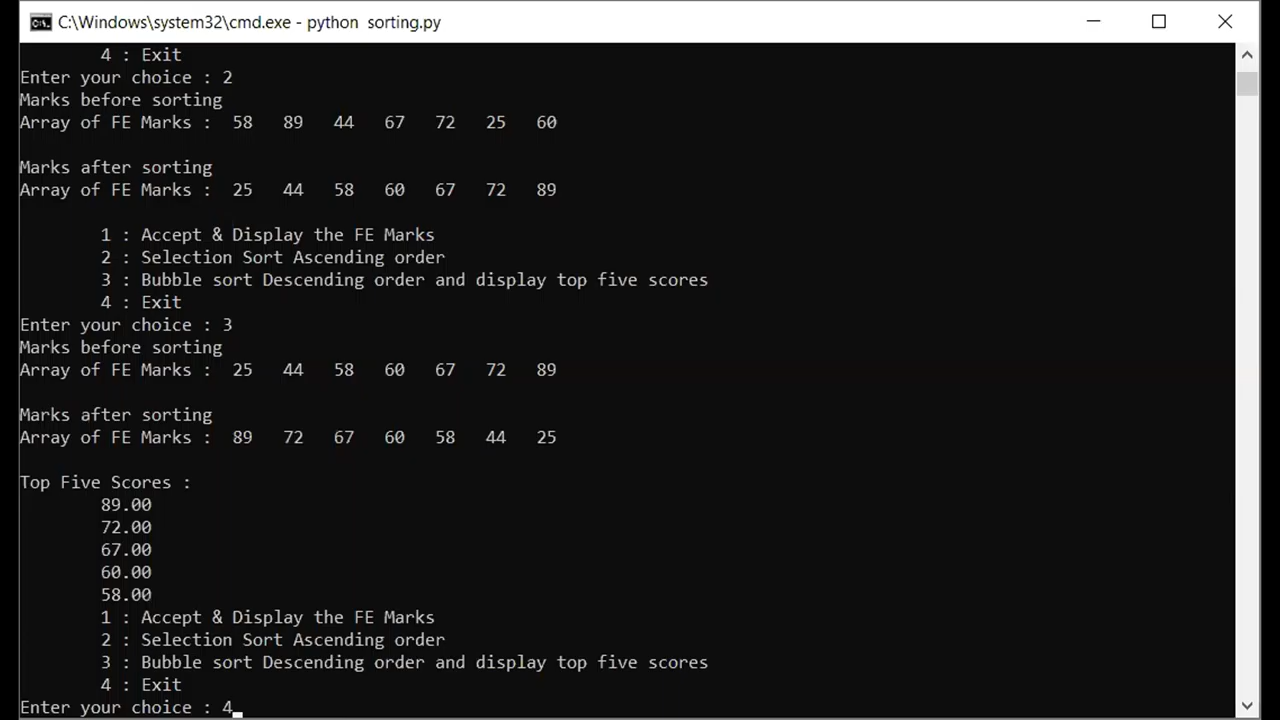 C:\Windows\system32\cmd.exe - python  sorting.py
4 : Exit
Enter your choice : 2
Marks before sorting
Array of FE Marks :  58   89   44   67   72   25   60
Marks after sorting
Array of FE Marks :  25   44   58   60   67   72   89
1 : Accept & Display the FE Marks
2 : Selection Sort Ascending order
3 : Bubble sort Descending order and display top five scores
4 : Exit
Enter your choice : 3
Marks before sorting
Array of FE Marks :  25   44   58   60   67   72   89
Marks after sorting
Array of FE Marks :  89   72   67   60   58   44   25
Top Five Scores :
89.00
72.00
67.00
60.00
58.00
1 : Accept & Display the FE Marks
2 : Selection Sort Ascending order
3 : Bubble sort Descending order and display top five scores
4 : Exit
Enter your choice : 4